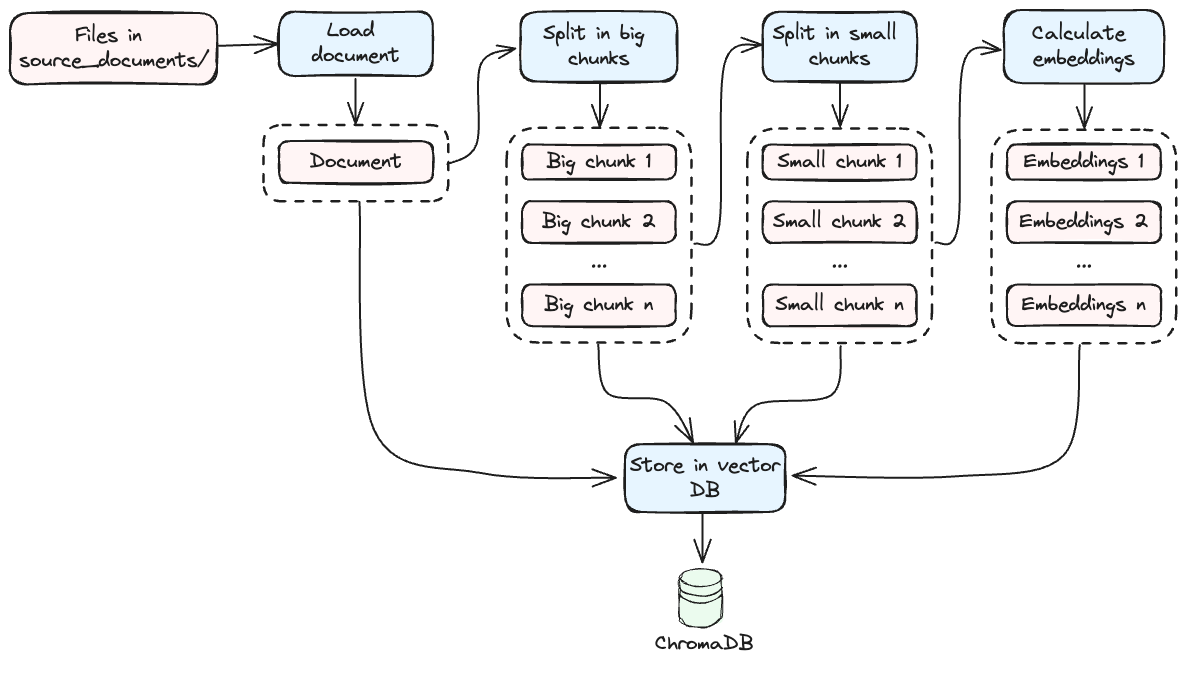 Files in
source_documents/
Load
document
Split in big
chunks
Split in small
chunks
Calculate
embeddings
Document
Big chunk 1
Big chunk 2
...
Big chunk n
Small chunk 1
Small chunk 2
...
Small chunk n
Embeddings 1
Embeddings 2
...
Embeddings n
Store in vector
DB
ChromaDB